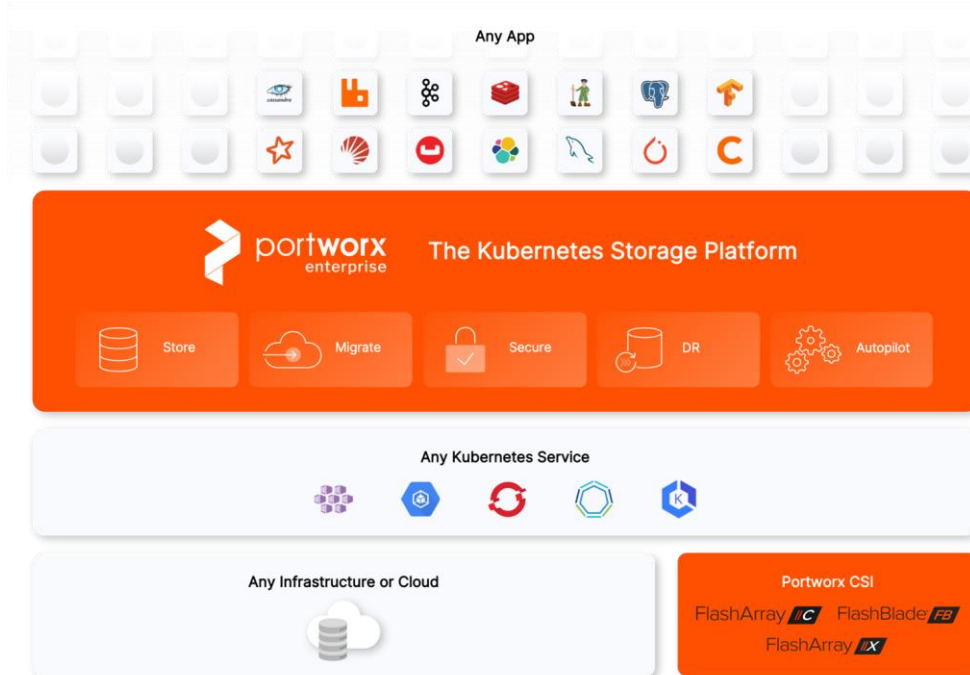 Any App
cassandra
portworx
enterprise
The Kubernetes Storage Platform
Store
Migrate
Secure
DR
Autopilot
Any Kubernetes Service
K
Any Infrastructure or Cloud
Portworx CSI
FlashArray //C FlashBlade FB
FlashArray //X